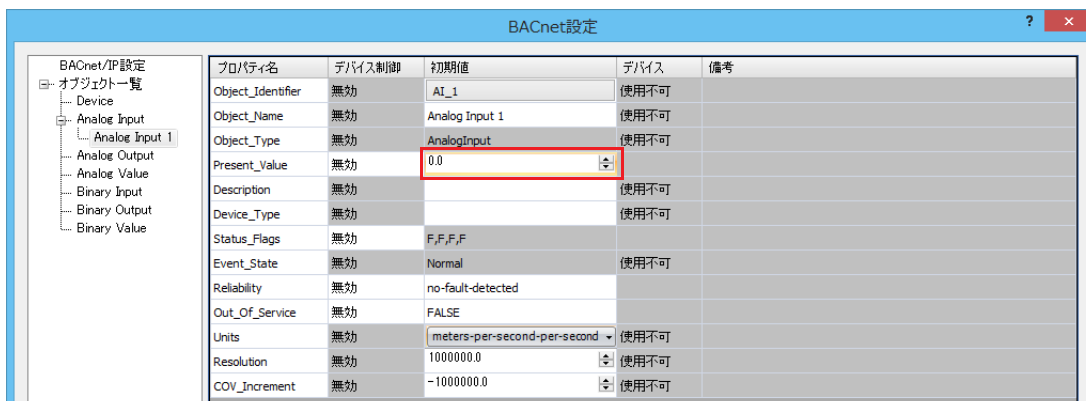 BACnet設定
? ×
BACnet/IP設定
オブジェクト一覧
Device
Analog Input
Analog Input 1
Analog Output
Analog Value
Binary Input
Binary Output
Binary Value
プロパティ名 デバイス制御 初期値 デバイス 備考
Object_Identifier 無効 AI_1 使用不可
Object_Name 無効 Analog Input 1 使用不可
Object_Type 無効 AnalogInput 使用不可
Present_Value 無効 0.0
Description 無効 使用不可
Device_Type 無効 使用不可
Status_Flags 無効 F,F,F,F
Event_State 無効 Normal 使用不可
Reliability 無効 no-fault-detected
Out_Of_Service 無効 FALSE
Units 無効 meters-per-second-per-second 使用不可
Resolution 無効 1000000.0 使用不可
COV_Increment 無効 -1000000.0 使用不可